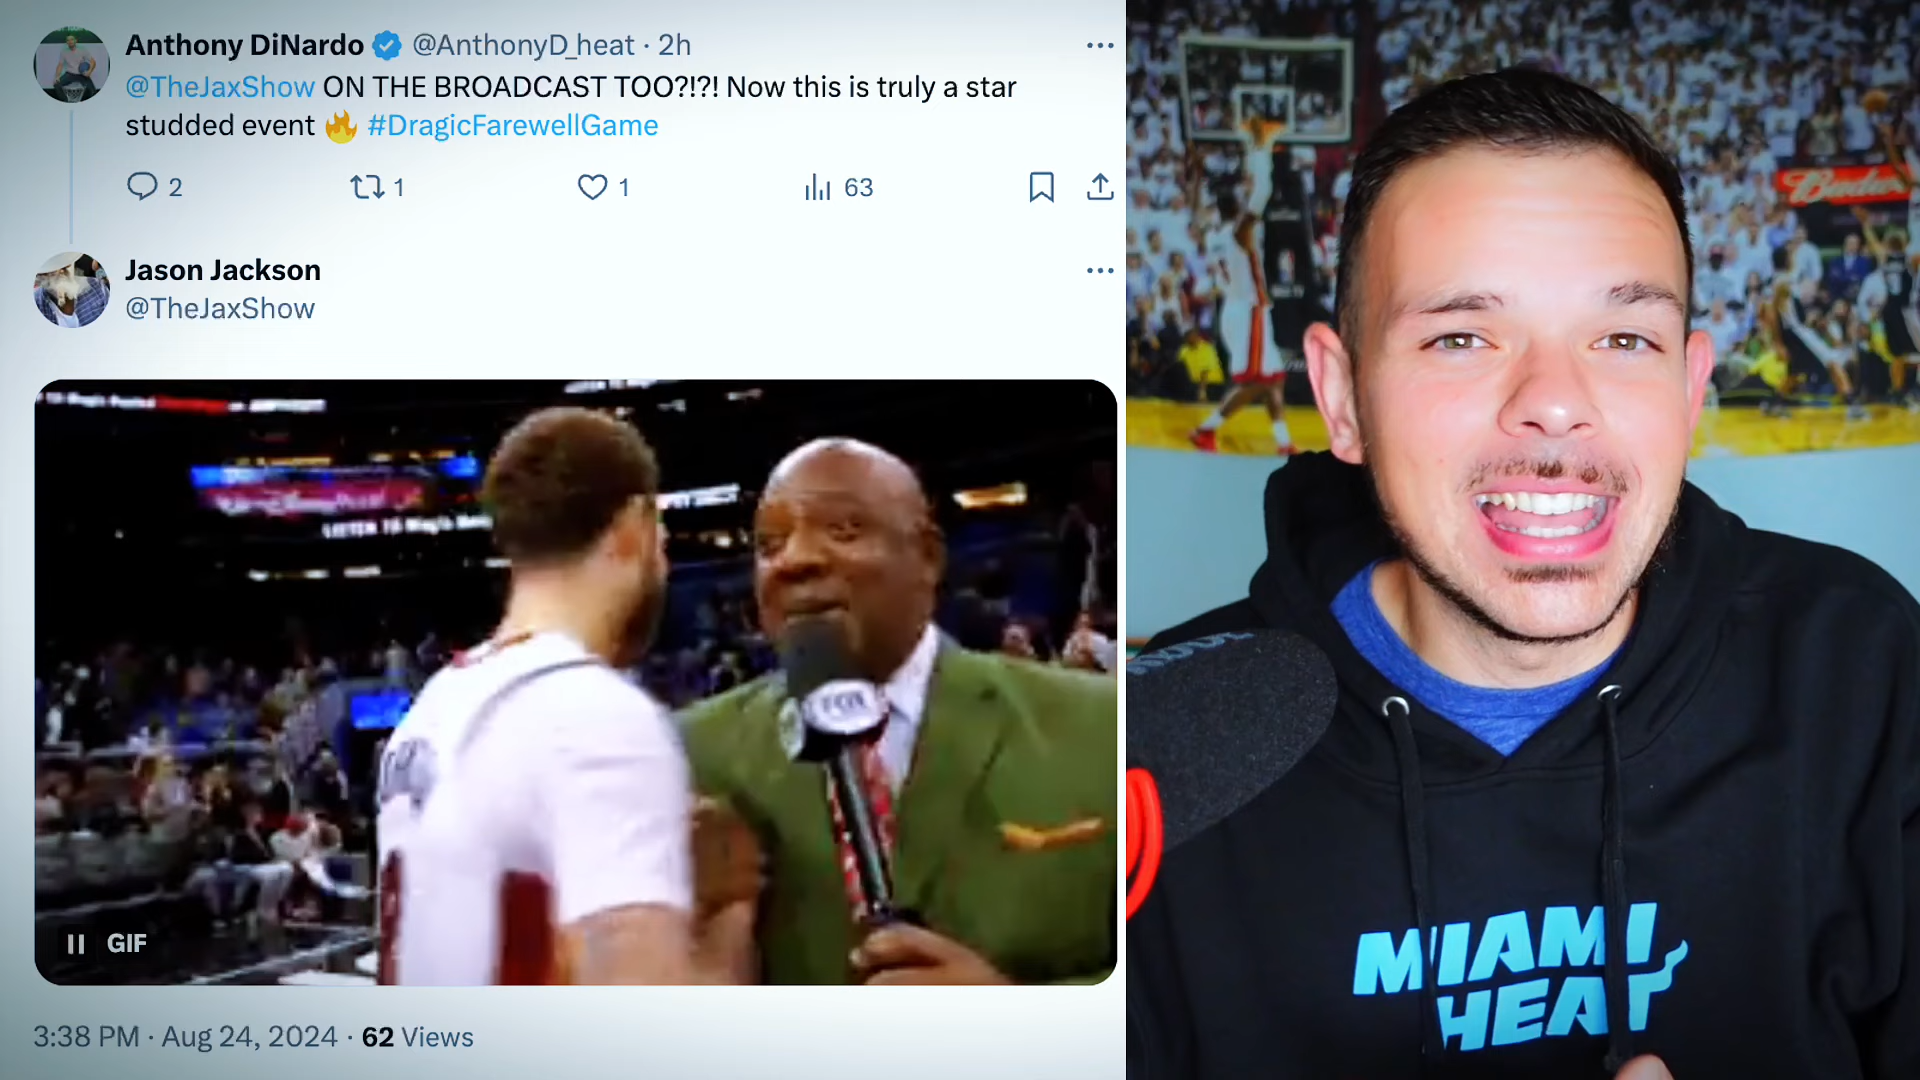 Anthony DiNardo @AnthonyD_heat · 2h
@TheJaxShow ON THE BROADCAST TOO?!?! Now this is truly a star
studded event 🔥 #DragicFarewellGame
2 1 1 63
Jason Jackson
@TheJaxShow
FOX
GIF
3:38 PM · Aug 24, 2024 · 62 Views
MIAMI
HEAT